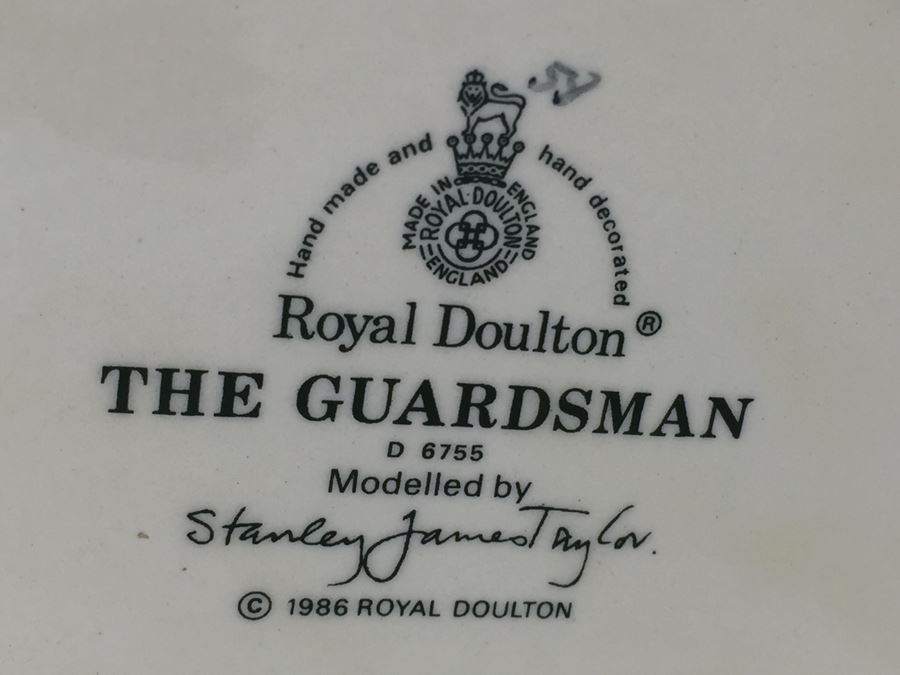 Hand made and hand decorated
MADE IN ENGLAND
ROYAL DOULTON
ENGLAND
Royal Doulton®
THE GUARDSMAN
D 6755
Modelled by
Stanley James Taylor.
© 1986 ROYAL DOULTON